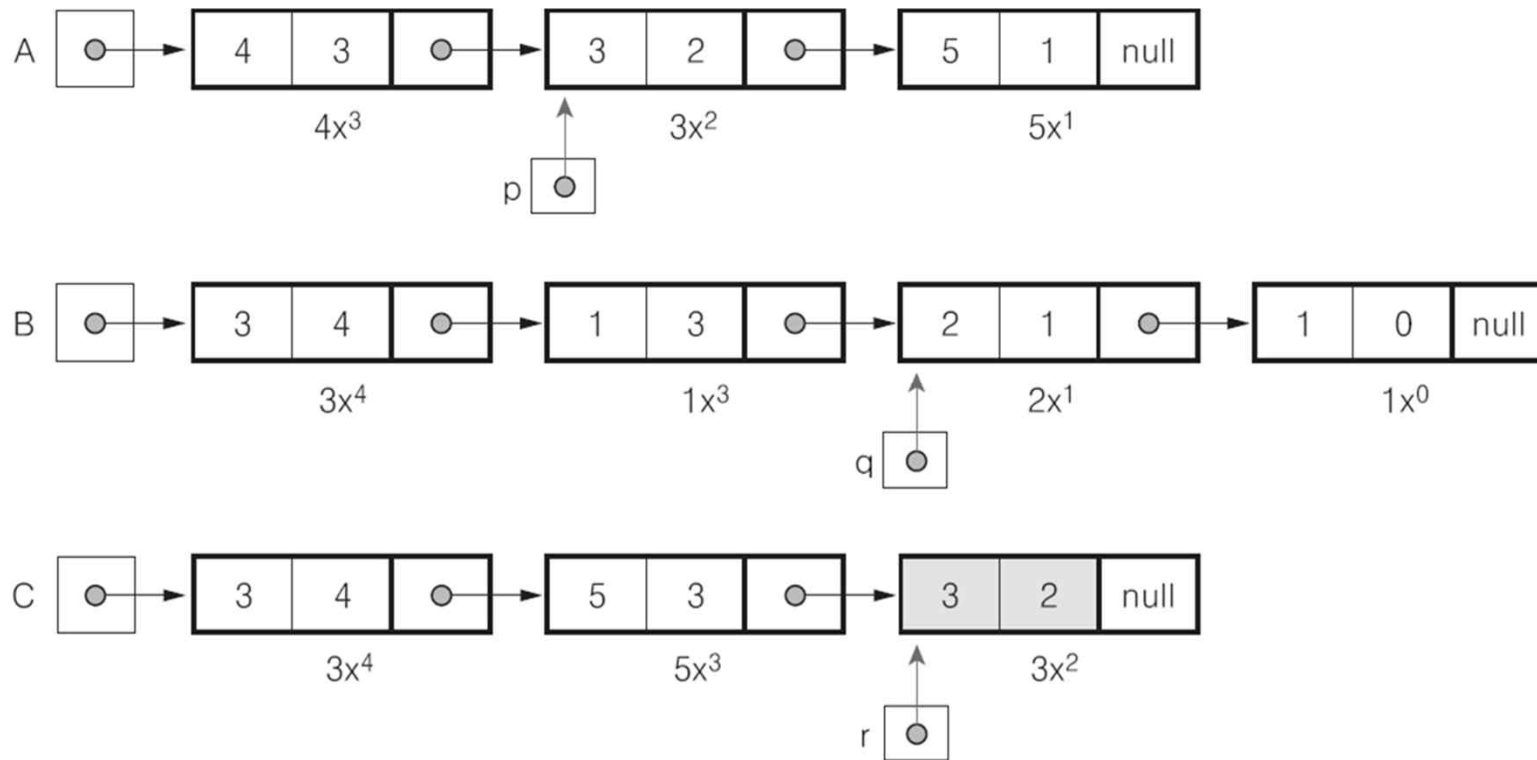 A 4 3 3 2 5 1 null
4x³ 3x² 5x¹
p
B 3 4 1 3 2 1 1 0 null
3x⁴ 1x³ 2x¹ 1x⁰
q
C 3 4 5 3 3 2 null
3x⁴ 5x³ 3x²
r